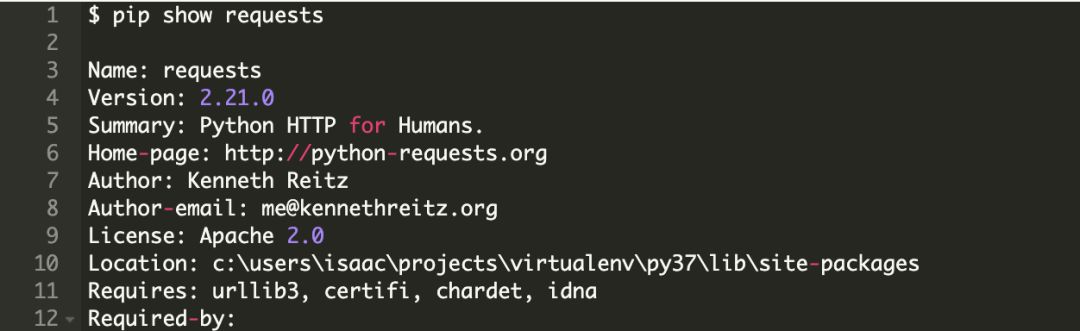 1 $ pip show requests
2
3 Name: requests
4 Version: 2.21.0
5 Summary: Python HTTP for Humans.
6 Home-page: http://python-requests.org
7 Author: Kenneth Reitz
8 Author-email: me@kennethreitz.org
9 License: Apache 2.0
10 Location: c:\users\isaac\projects\virtualenv\py37\lib\site-packages
11 Requires: urllib3, certifi, chardet, idna
12 Required-by: